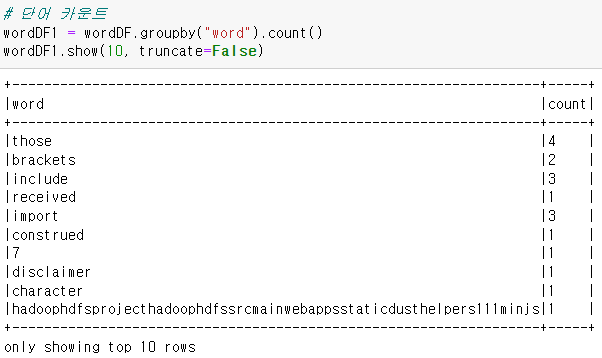 # 단어 카운트
wordDF1 = wordDF.groupby("word").count()
wordDF1.show(10, truncate=False)
+------------------------------------------------------------------+-----+
|word                                                              |count|
+------------------------------------------------------------------+-----+
|those                                                             |4    |
|brackets                                                          |2    |
|include                                                           |3    |
|received                                                          |1    |
|import                                                            |3    |
|construed                                                         |1    |
|7                                                                 |1    |
|disclaimer                                                        |1    |
|character                                                         |1    |
|hadoophdfsprojecthadoophdfssrcmainwebappsstaticdusthelpers111minjs|1    |
+------------------------------------------------------------------+-----+
only showing top 10 rows